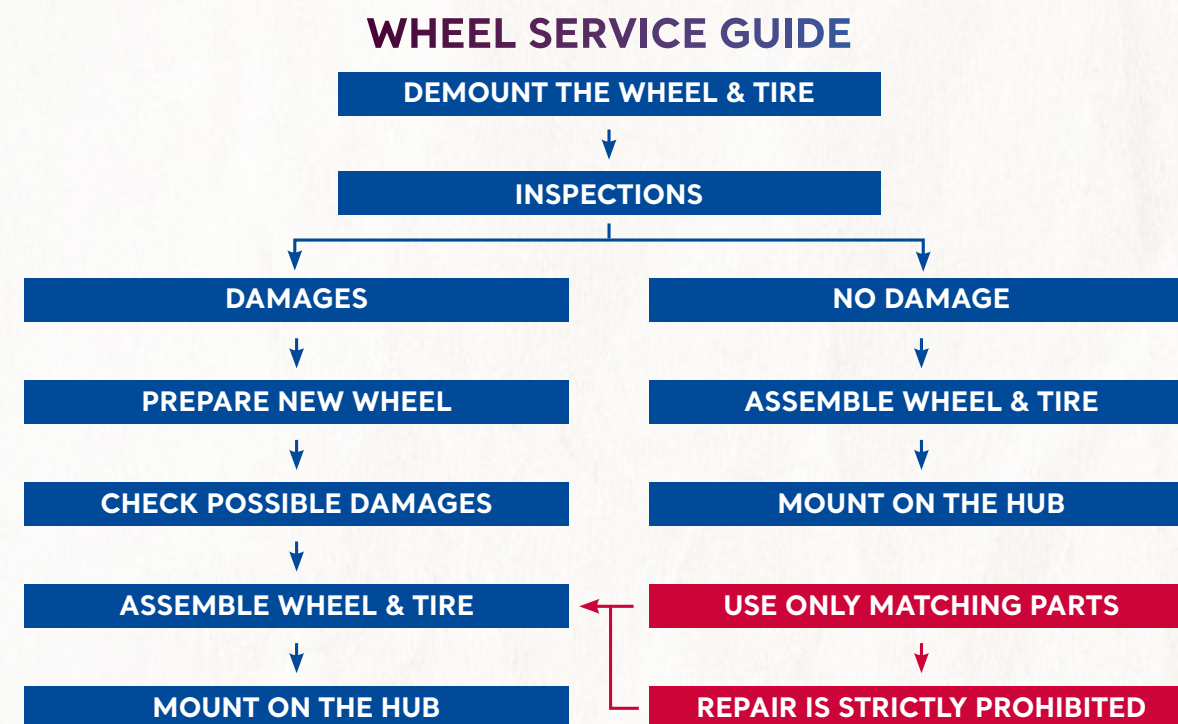 WHEEL SERVICE GUIDE
DEMOUNT THE WHEEL & TIRE
INSPECTIONS
DAMAGES
NO DAMAGE
PREPARE NEW WHEEL
ASSEMBLE WHEEL & TIRE
CHECK POSSIBLE DAMAGES
MOUNT ON THE HUB
ASSEMBLE WHEEL & TIRE
USE ONLY MATCHING PARTS
MOUNT ON THE HUB
REPAIR IS STRICTLY PROHIBITED